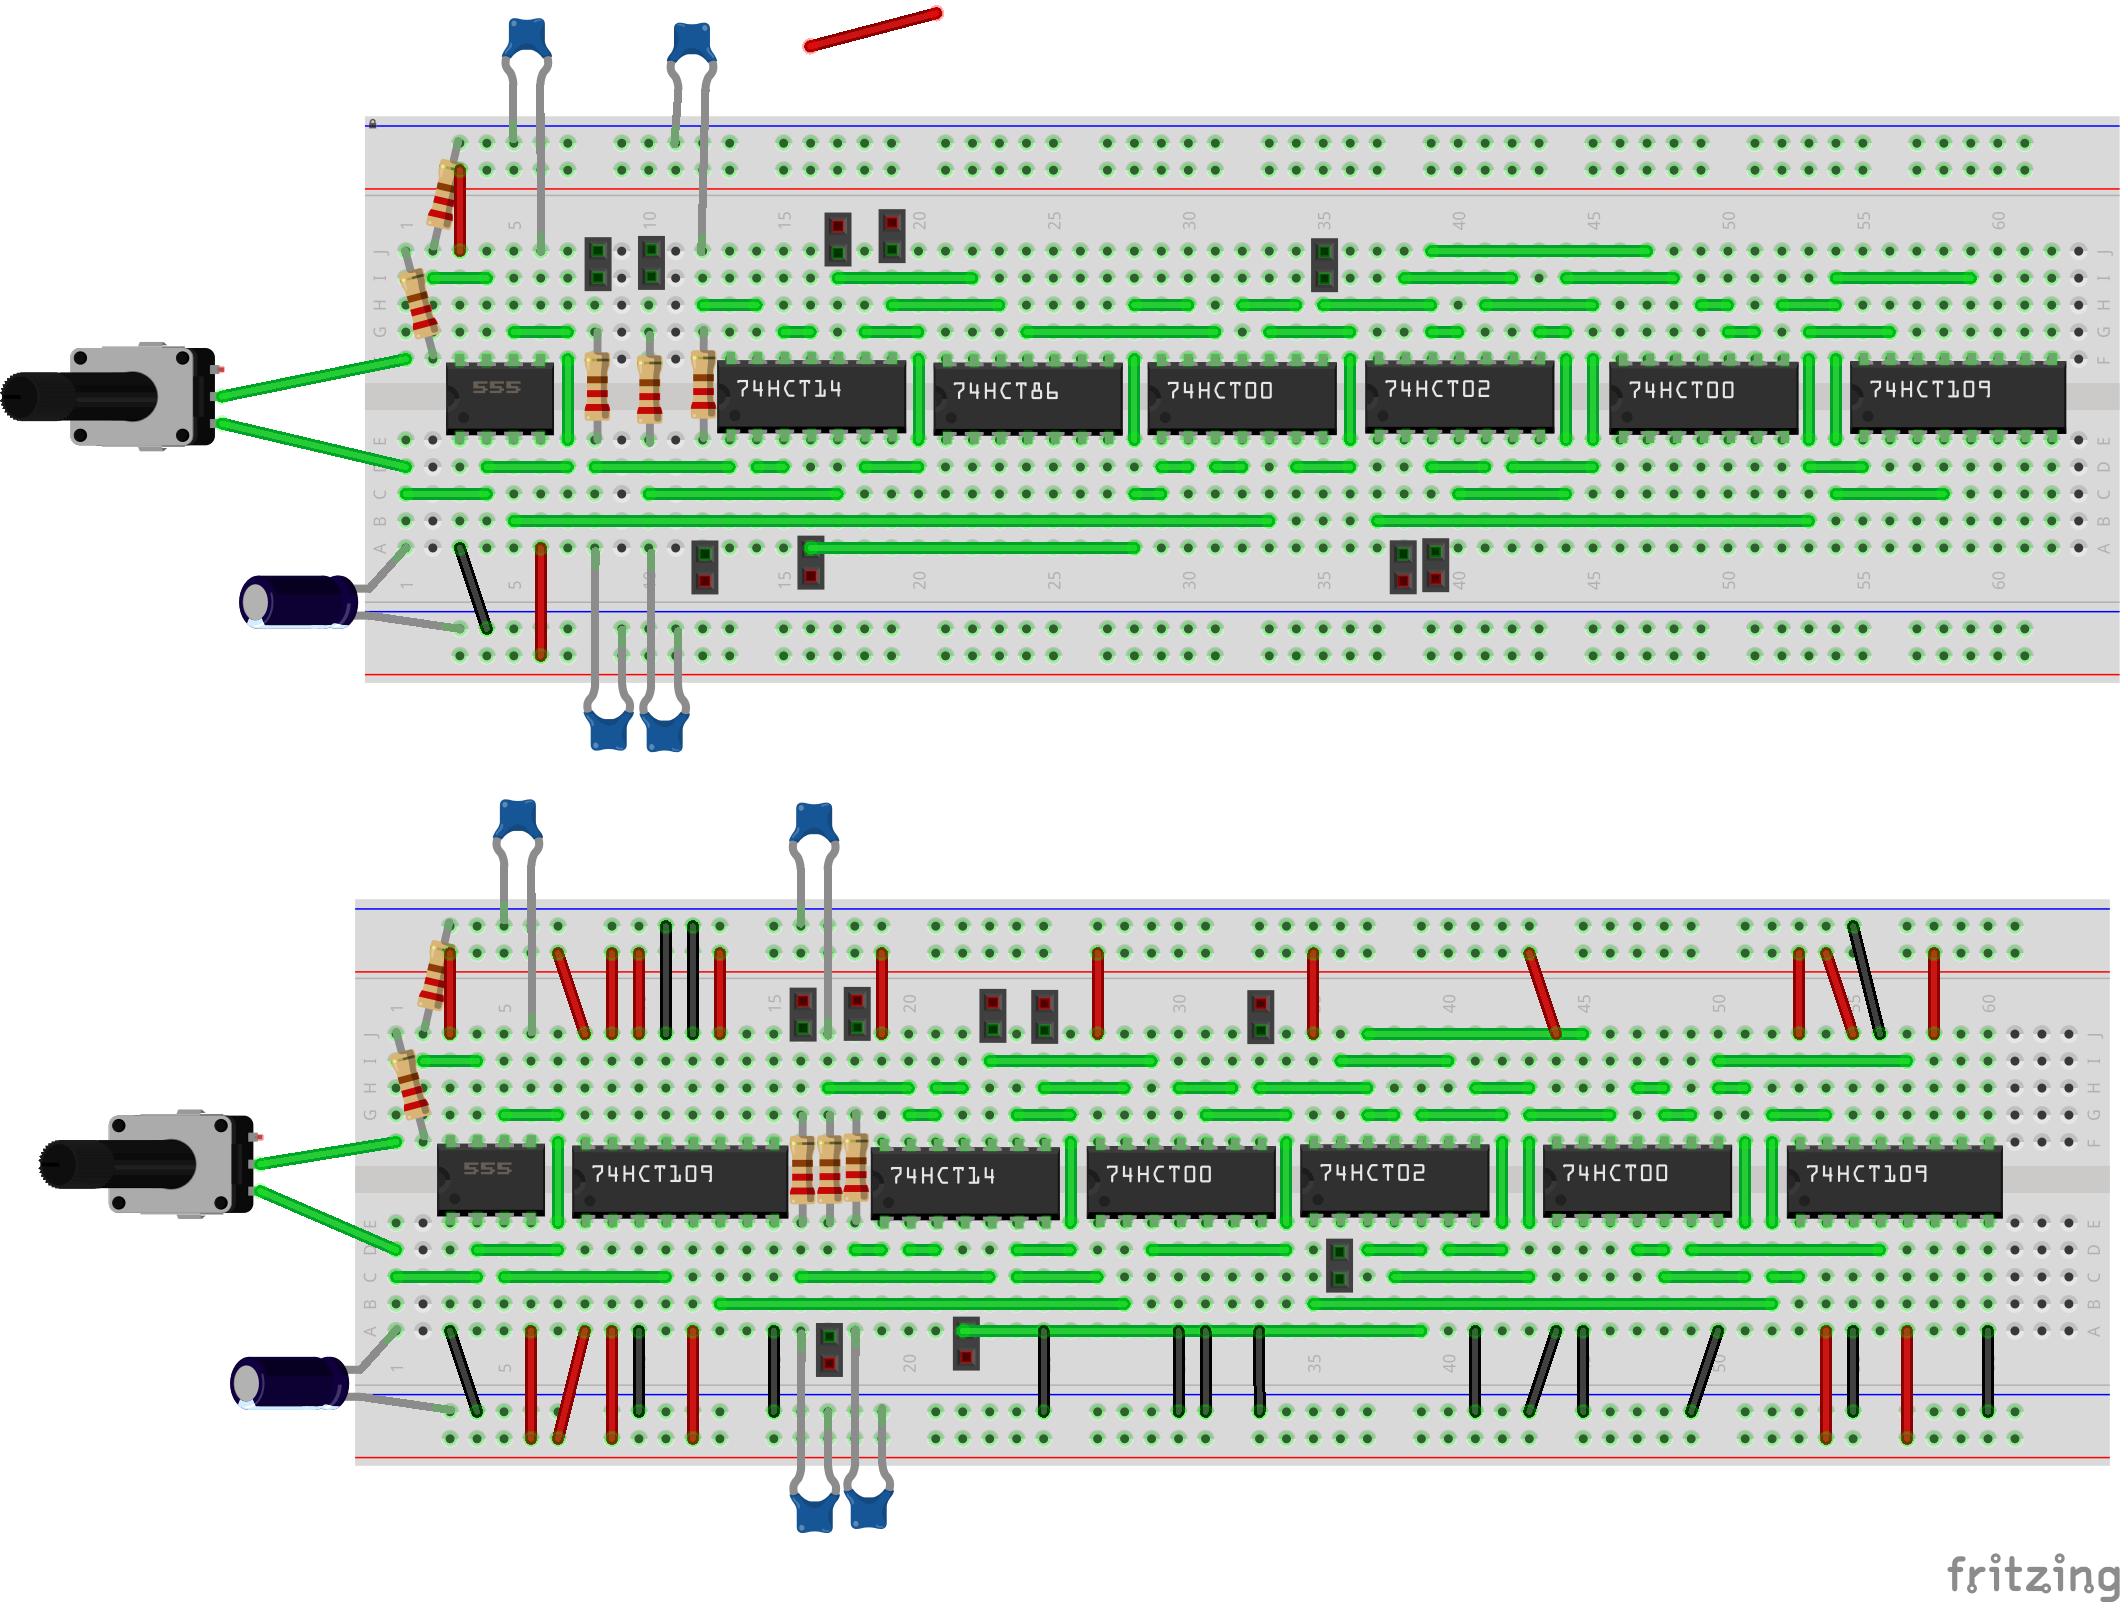 1 5 10 15 20 25 30 35 40 45 50 55 60
J J
I I
H H
G G
F
555 74HCT14 74HCT86 74HCT00 74HCT02 74HCT00 74HCT109
E E
D
C C
B B
A A
1 5 10 15 20 25 30 35 40 45 50 55 60
1 5 15 20 30 40 45 50 55 60
J J
I I
H H
G G
F
555 74HCT109 74HCT14 74HCT00 74HCT02 74HCT00 74HCT109
E E
D D
C C
B B
A A
1 5 20 35 40 45 50 60
fritzing